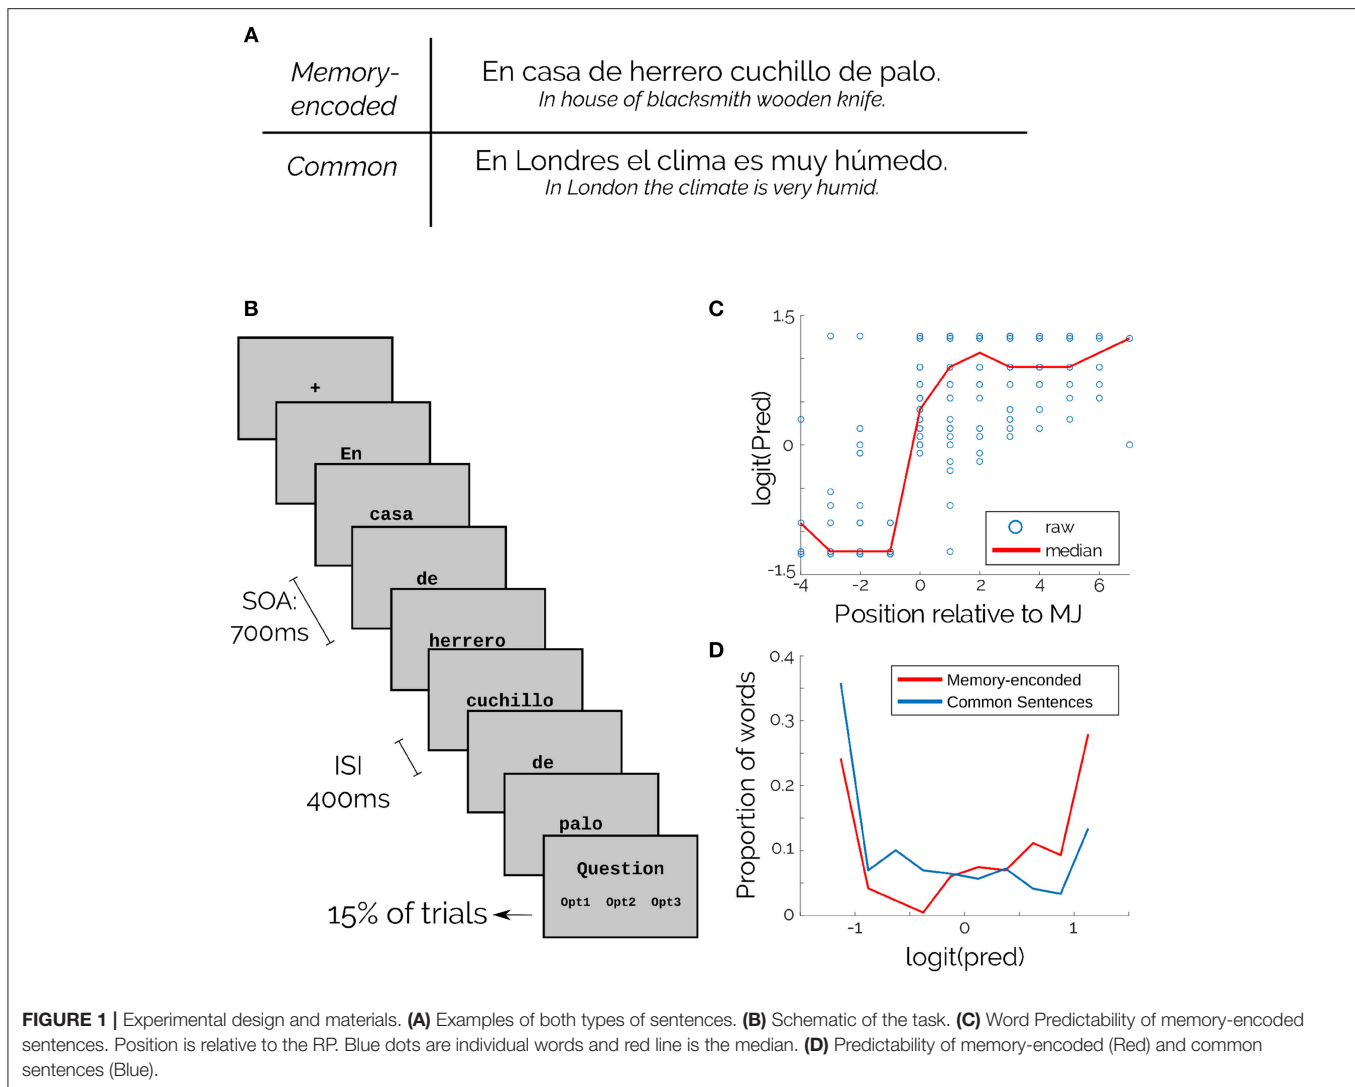 A
Memory-
encoded
En casa de herrero cuchillo de palo.
In house of blacksmith wooden knife.
Common
En Londres el clima es muy húmedo.
In London the climate is very humid.
B
+
En
casa
de
herrero
cuchillo
de
palo
Question
Opt1 Opt2 Opt3
SOA:
700ms
ISI
400ms
15% of trials
C
1.5
0
-1.5
logit(Pred)
-4 -2 0 2 4 6
Position relative to MJ
raw
median
D
0.4
0.3
0.2
0.1
0
Proportion of words
-1 0 1
logit(pred)
Memory-enconded
Common Sentences
FIGURE 1 | Experimental design and materials. (A) Examples of both types of sentences. (B) Schematic of the task. (C) Word Predictability of memory-encoded
sentences. Position is relative to the RP. Blue dots are individual words and red line is the median. (D) Predictability of memory-encoded (Red) and common
sentences (Blue).